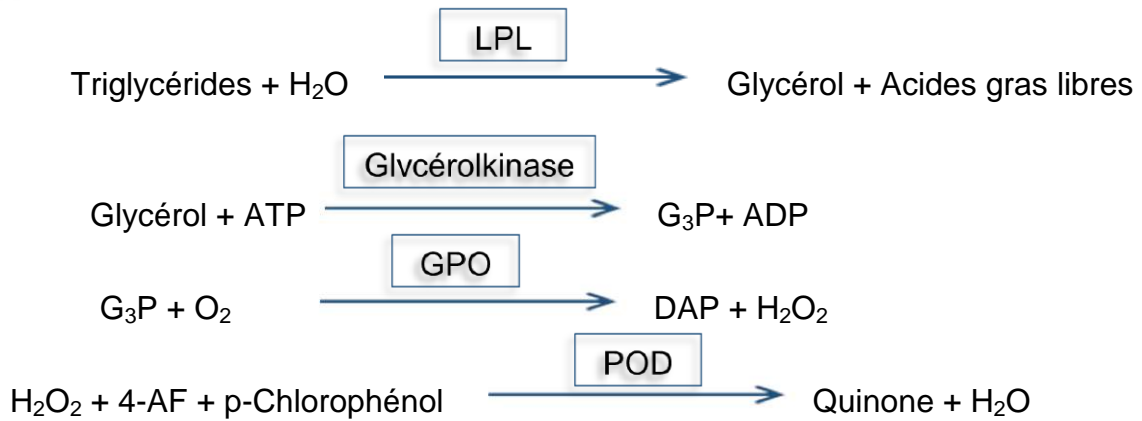 LPL
Triglycérides + H₂O Glycérol + Acides gras libres
Glvcérolkinase
Glycérol + ATP G₃P+ ADP
GPO
G₃P + O₂ DAP + H₂O₂
POD
H₂O₂ + 4-AF + p-Chlorophénol Quinone + H₂O